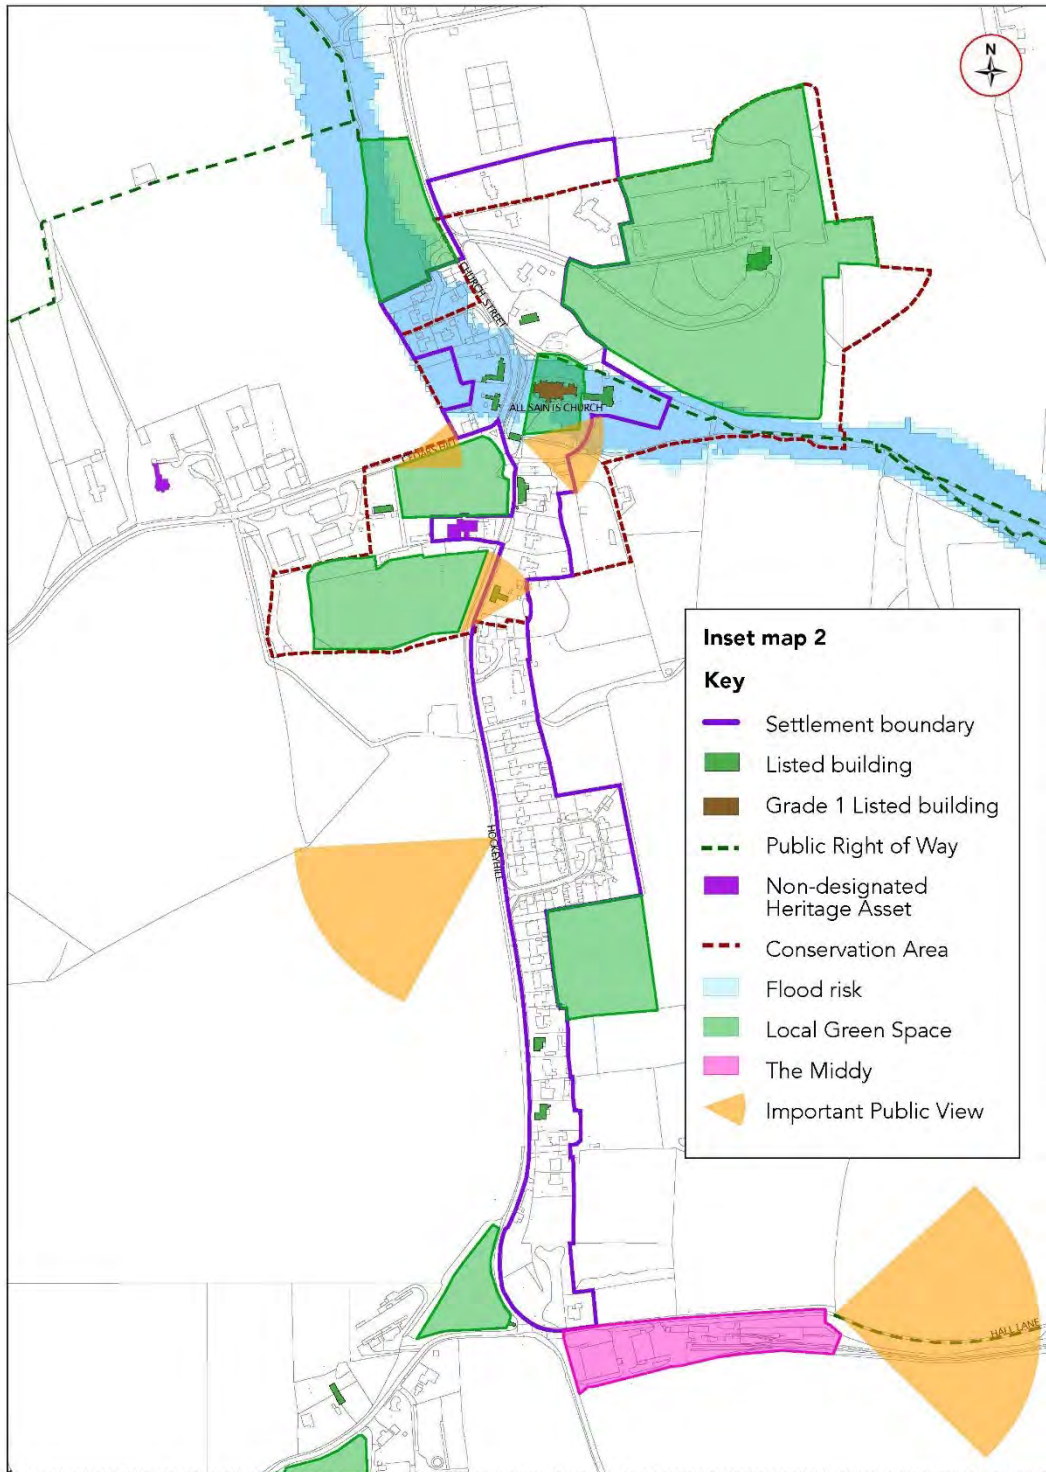 N
CHURCH STREET
ALL SAINTS CHURCH
HOCKEYHILL
Inset map 2
Key
Settlement boundary
Listed building
Grade 1 Listed building
Public Right of Way
Non-designated
Heritage Asset
Conservation Area
Flood risk
Local Green Space
The Middy
Important Public View
HALL LANE